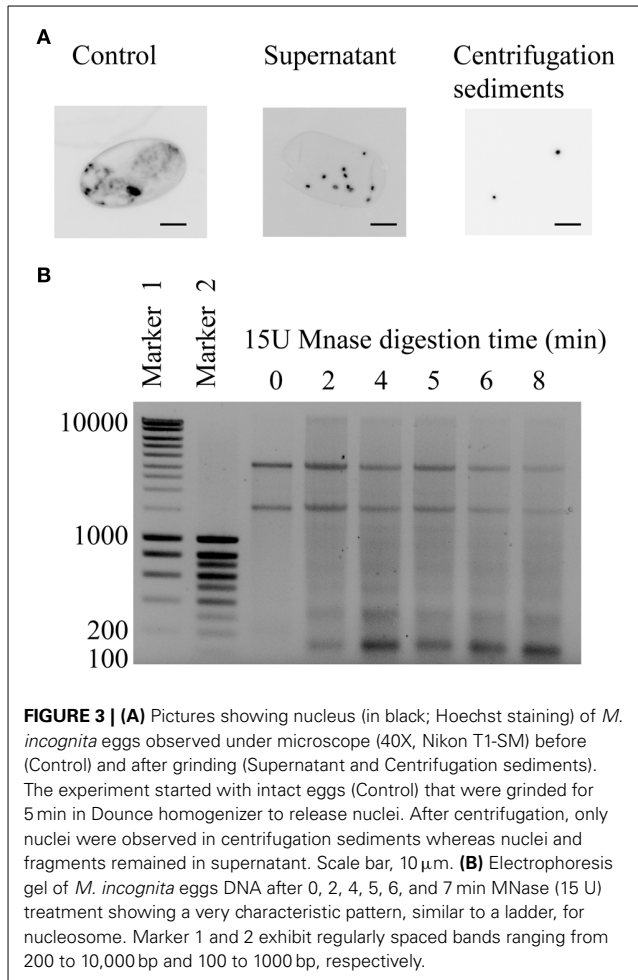 A
Control
Supernatant
Centrifugation
sediments
B
Marker 1
Marker 2
15U Mnase digestion time (min)
0 2 4 5 6 8
10000
1000
200
100
FIGURE 3 | (A) Pictures showing nucleus (in black; Hoechst staining) of M.
incognita eggs observed under microscope (40X, Nikon T1-SM) before
(Control) and after grinding (Supernatant and Centrifugation sediments).
The experiment started with intact eggs (Control) that were grinded for
5 min in Dounce homogenizer to release nuclei. After centrifugation, only
nuclei were observed in centrifugation sediments whereas nuclei and
fragments remained in supernatant. Scale bar, 10 μm. (B) Electrophoresis
gel of M. incognita eggs DNA after 0, 2, 4, 5, 6, and 7 min MNase (15 U)
treatment showing a very characteristic pattern, similar to a ladder, for
nucleosome. Marker 1 and 2 exhibit regularly spaced bands ranging from
200 to 10,000 bp and 100 to 1000 bp, respectively.